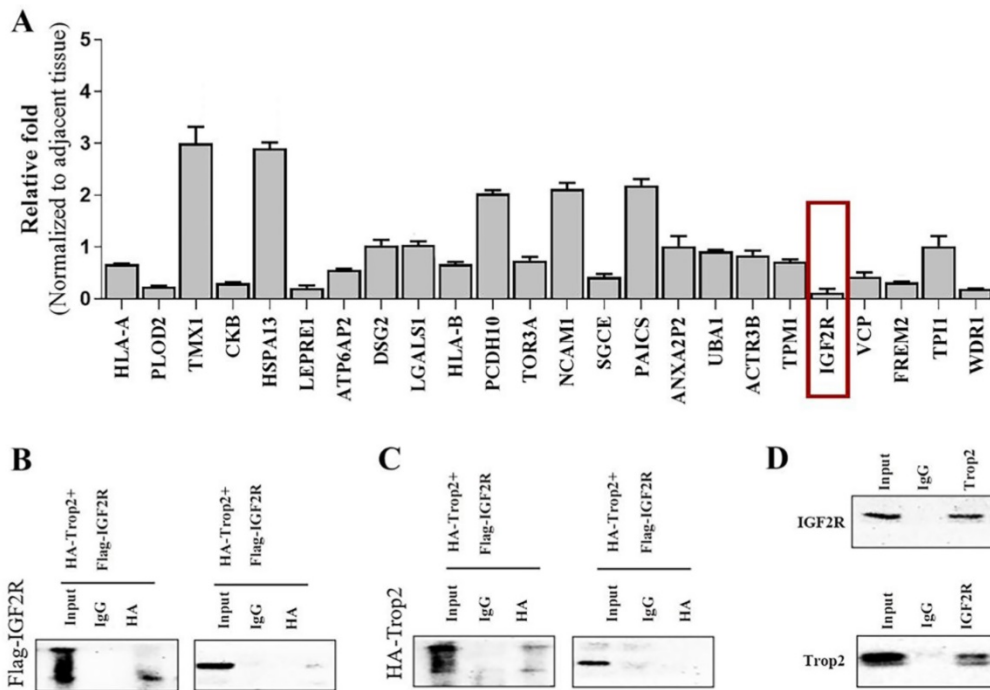 A
Relative fold
(Normalized to adjacent tissue)
5
4
3
2
1
0
HLA-A
PLOD2
TMX1
CKB
HSPA13
LEPRE1
ATP6AP2
DSG2
LGALS1
HLA-B
PCDH10
TOR3A
NCAM1
SGCE
PAICS
ANXA2P2
UBA1
ACTR3B
TPM1
IGF2R
VCP
FREM2
TPI1
WDR1
B
HA-Trop2+
Flag-IGF2R
Input
IgG
HA
HA-Trop2+
Flag-IGF2R
Input
IgG
HA
Flag-IGF2R
C
HA-Trop2+
Flag-IGF2R
Input
IgG
HA
HA-Trop2+
Flag-IGF2R
Input
IgG
HA
HA-Trop2
D
Input
IgG
Trop2
IGF2R
Input
IgG
IGF2R
Trop2